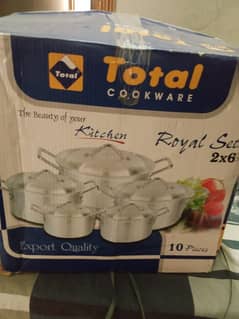 Total
Total
COOKWARE
The Beauty of your
Kitchen
Royal Set
2x6
Export Quality
10 Pieces